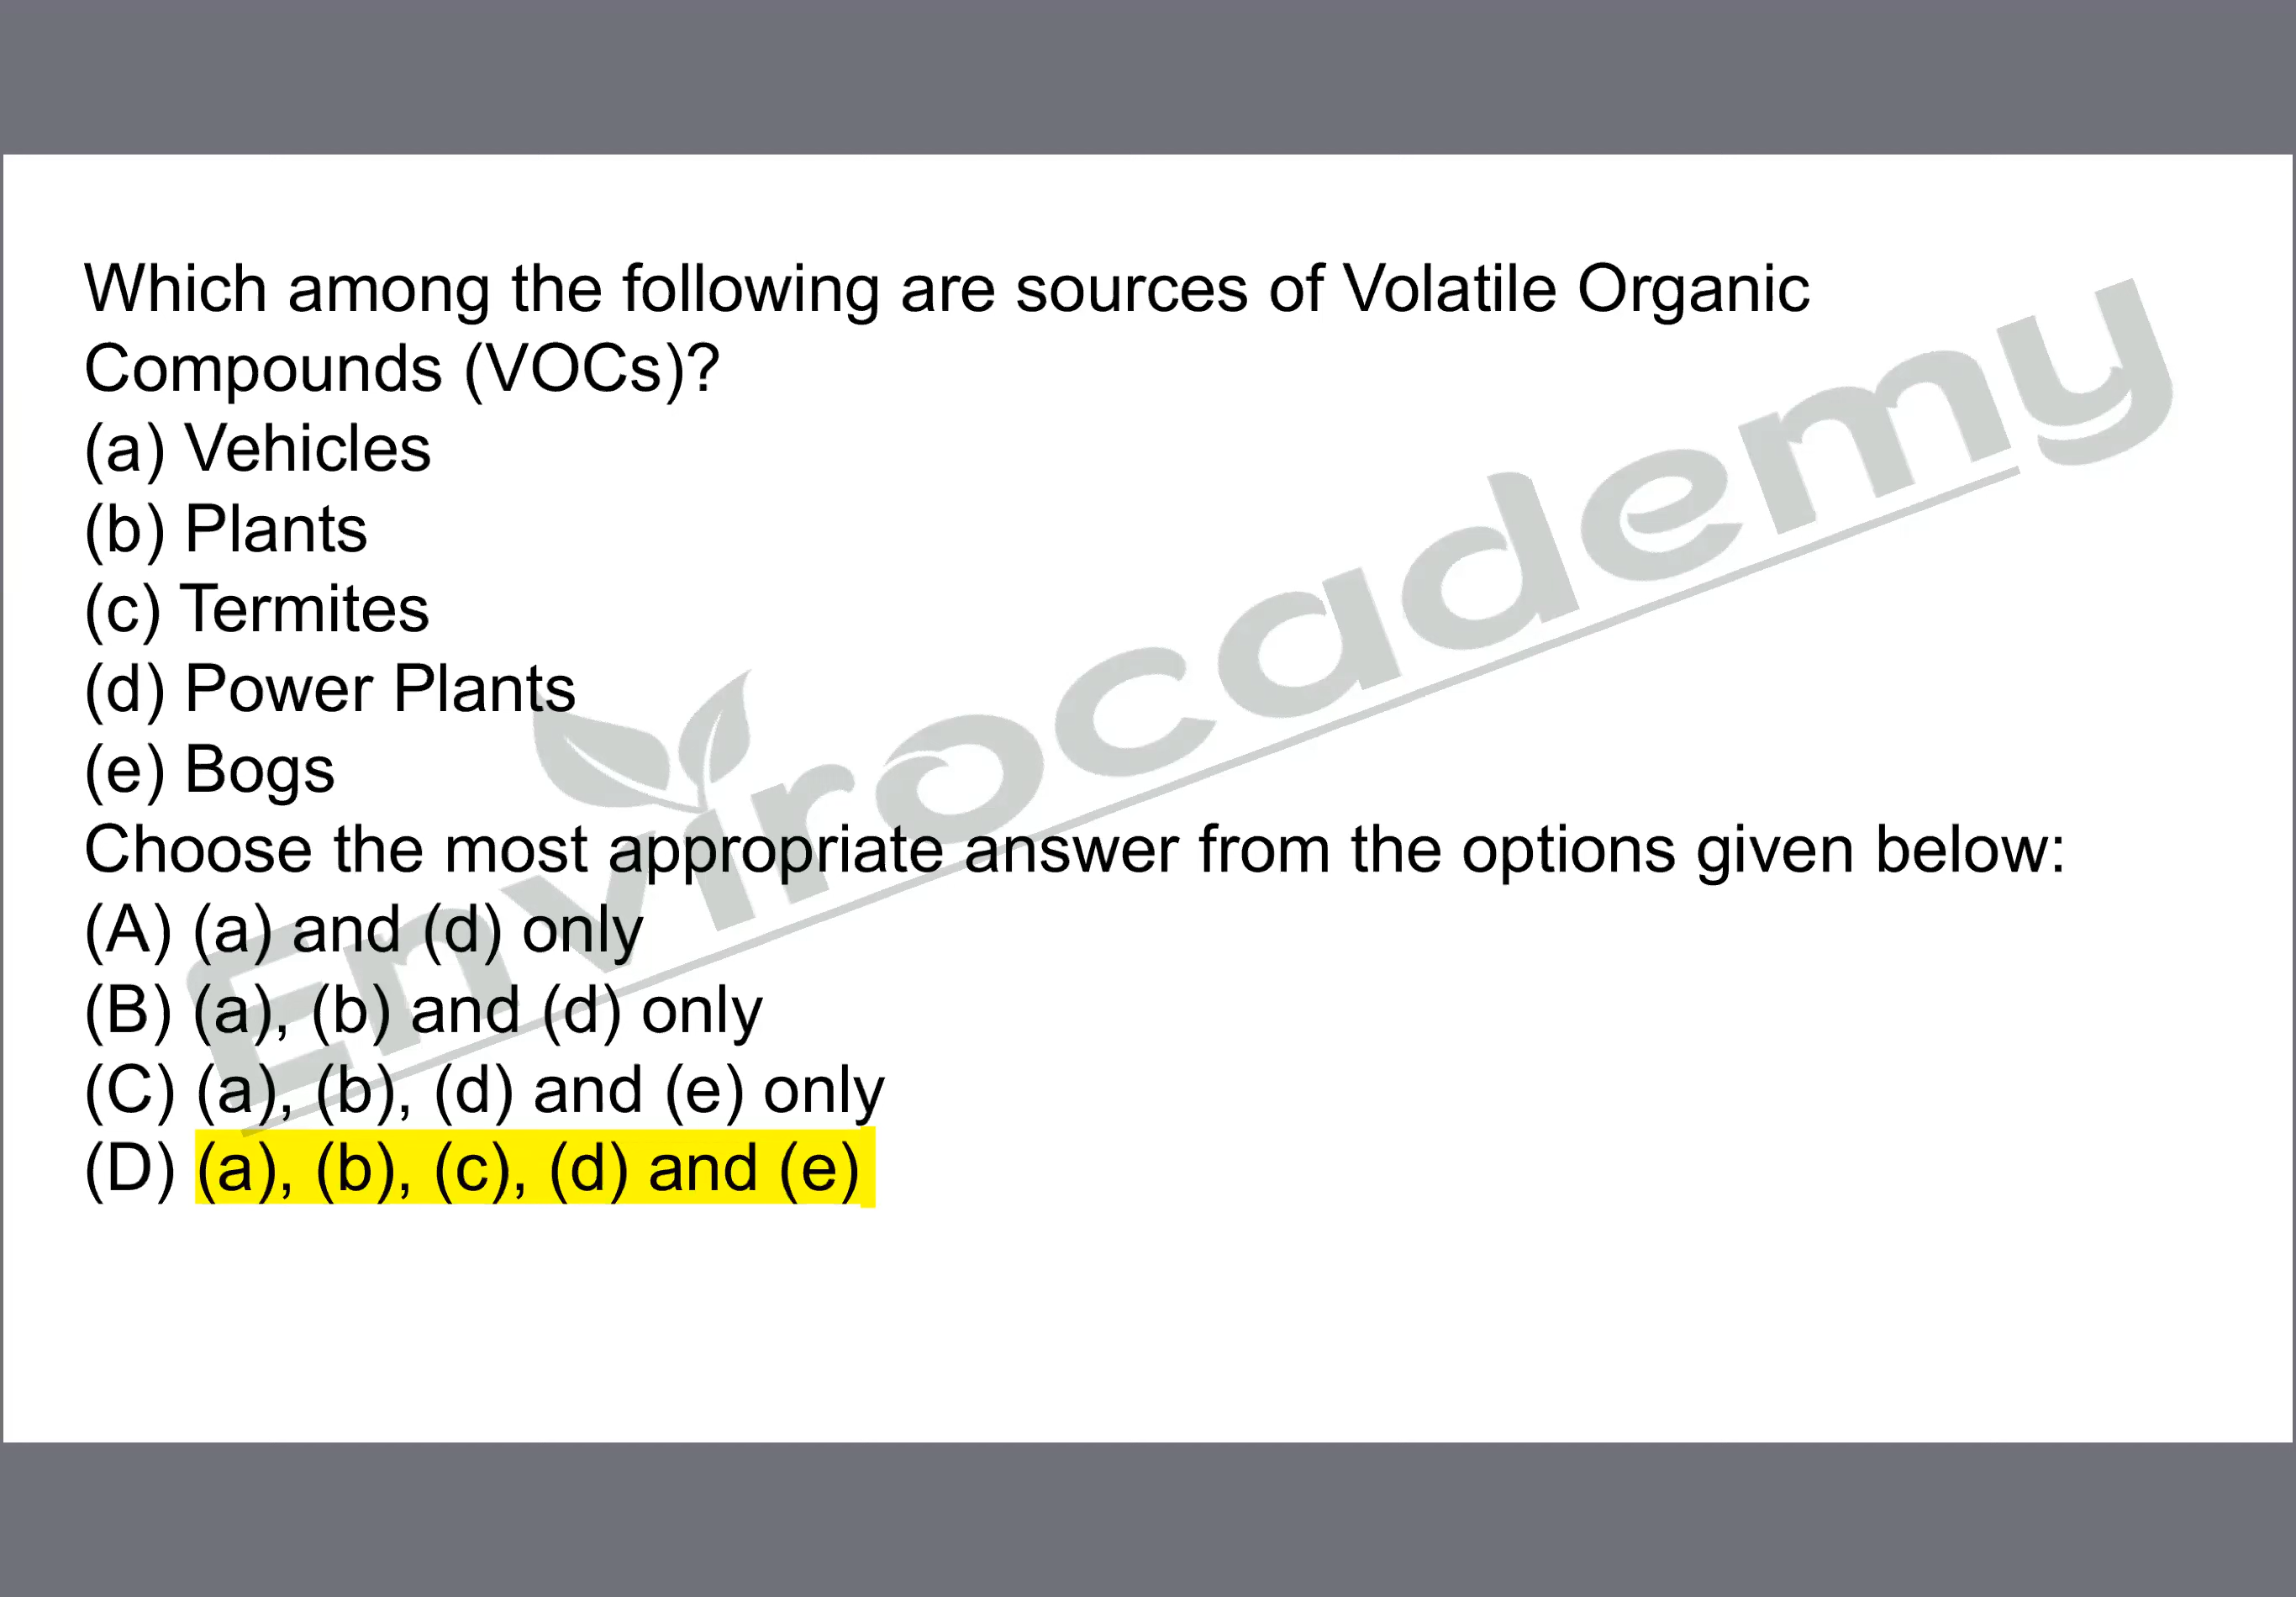 Which among the following are sources of Volatile Organic
Compounds (VOCs)?
(a) Vehicles
(b) Plants
(c) Termites
(d) Power Plants
(e) Bogs
Choose the most appropriate answer from the options given below:
(A) (a) and (d) only
(B) (a), (b) and (d) only
(C) (a), (b), (d) and (e) only
(D) (a), (b), (c), (d) and (e)
Envirocademy